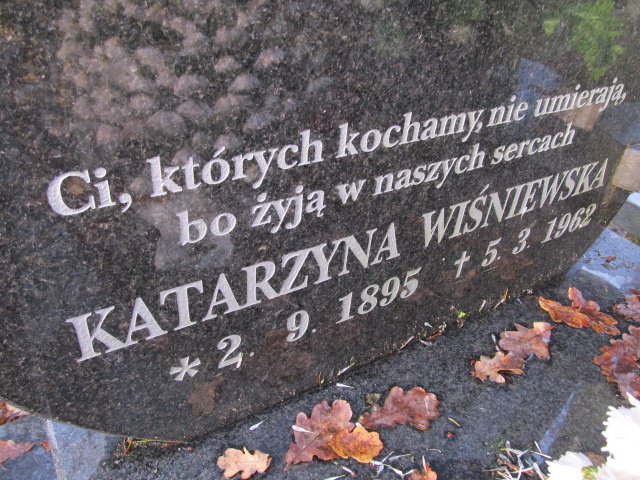 Ci, których kochamy, nie umierają,
bo żyją w naszych sercach
KATARZYNA WIŚNIEWSKA
* 2. 9. 1895 † 5. 3. 1962